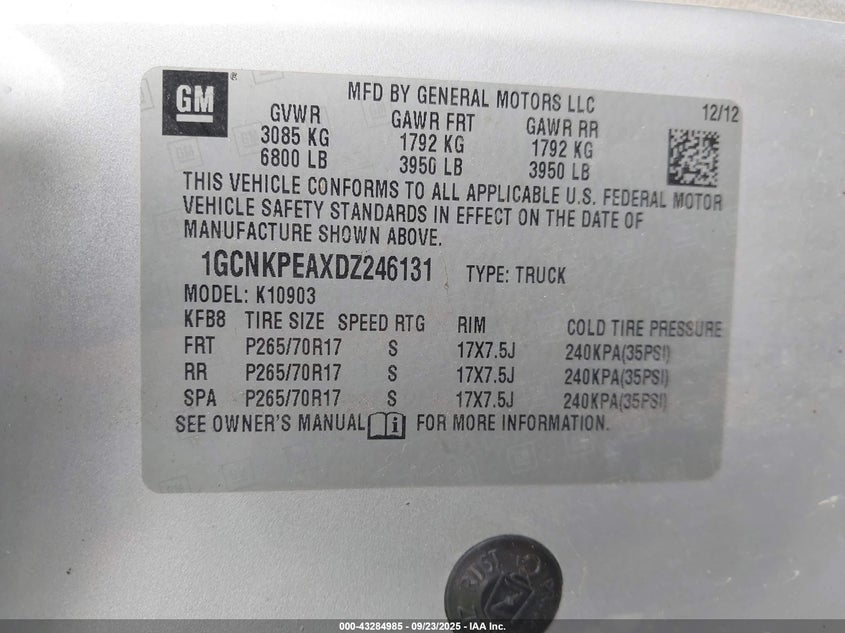 GM
MFD BY GENERAL MOTORS LLC
12/12
GVWR GAWR FRT GAWR RR
3085 KG 1792 KG 1792 KG
6800 LB 3950 LB 3950 LB
THIS VEHICLE CONFORMS TO ALL APPLICABLE U.S. FEDERAL MOTOR
VEHICLE SAFETY STANDARDS IN EFFECT ON THE DATE OF
MANUFACTURE SHOWN ABOVE.
1GCNKPEAXDZ246131 TYPE: TRUCK
MODEL: K10903
KFB8 TIRE SIZE SPEED RTG RIM COLD TIRE PRESSURE
FRT P265/70R17 S 17X7.5J 240KPA(35PSI)
RR P265/70R17 S 17X7.5J 240KPA(35PSI)
SPA P265/70R17 S 17X7.5J 240KPA(35PSI)
SEE OWNER'S MANUAL i FOR MORE INFORMATION.
000-43284985 - 09/23/2025 - IAA Inc.